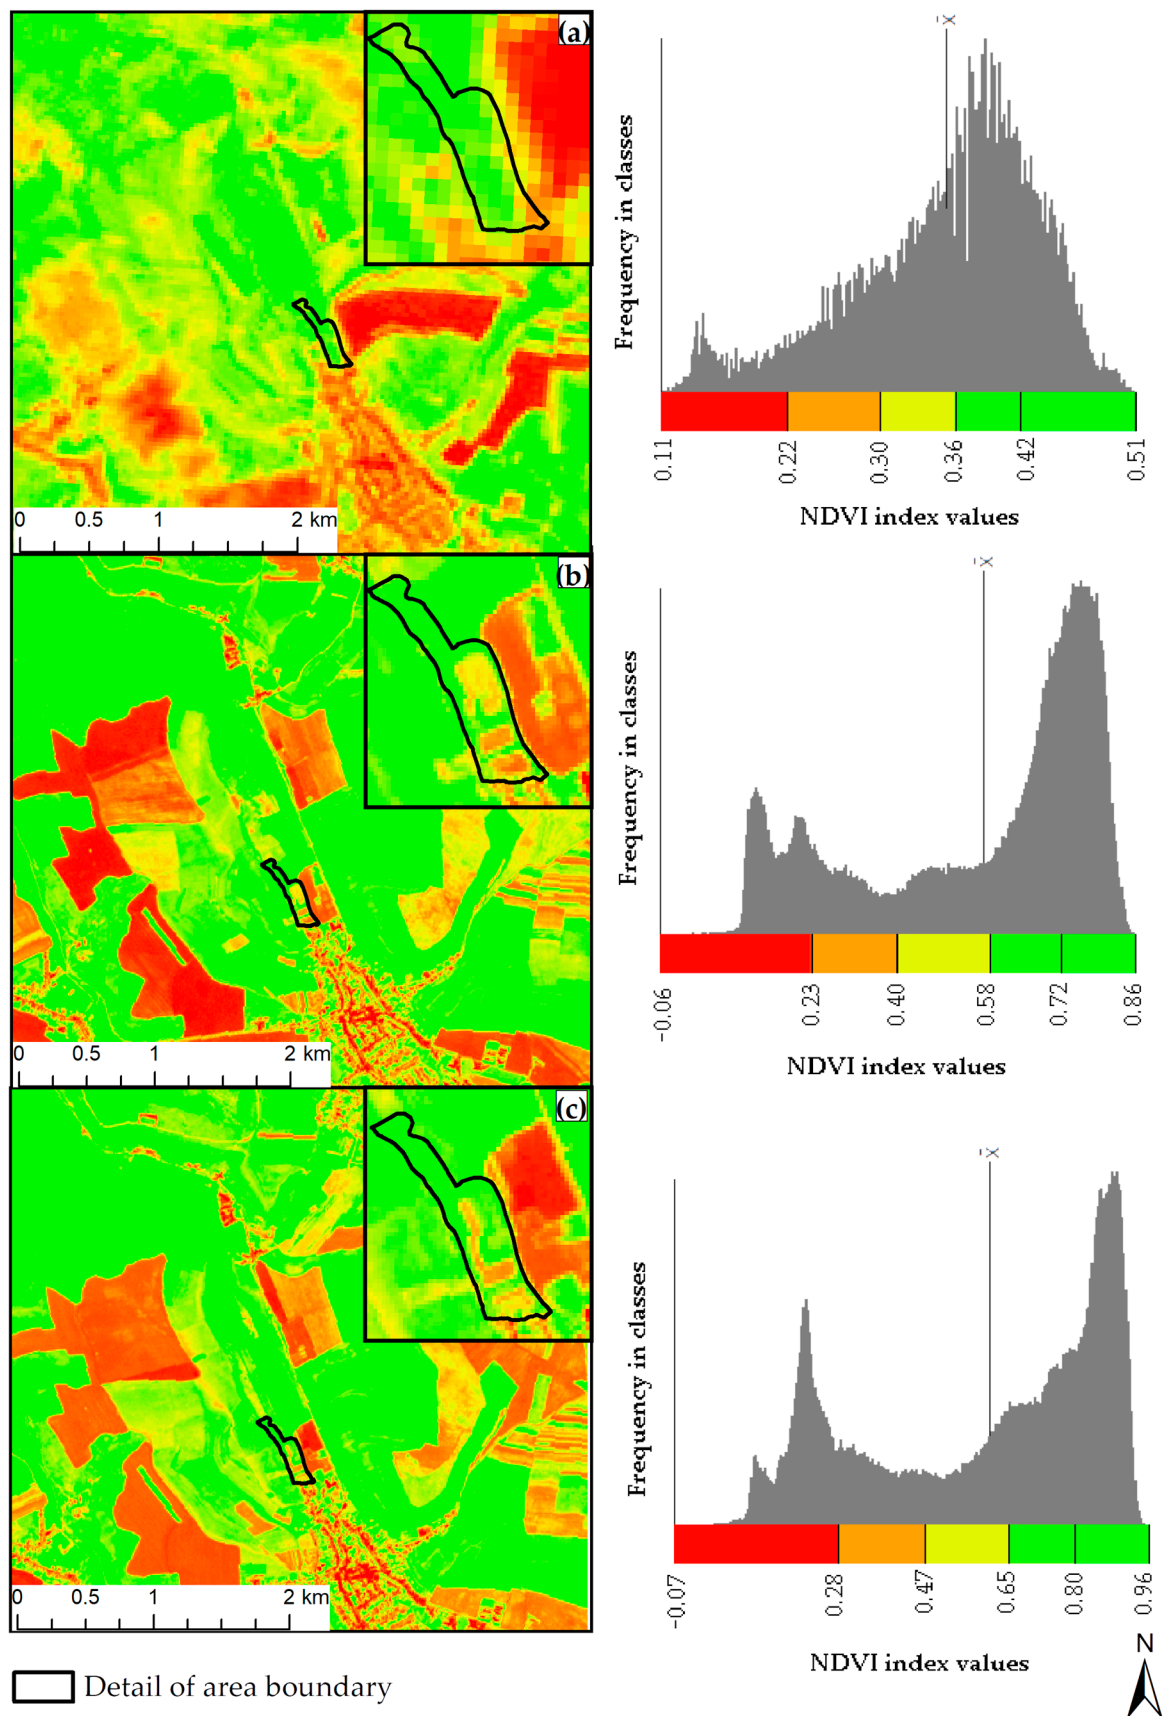 (a)
0 0.5 1 2 km
x̄
Frequency in classes
0.11 0.22 0.30 0.36 0.42 0.51
NDVI index values
(b)
0 0.5 1 2 km
x̄
Frequency in classes
-0.06 0.23 0.40 0.58 0.72 0.86
NDVI index values
(c)
0 0.5 1 2 km
x̄
Frequency in classes
-0.07 0.28 0.47 0.65 0.80 0.96
NDVI index values
N
Detail of area boundary